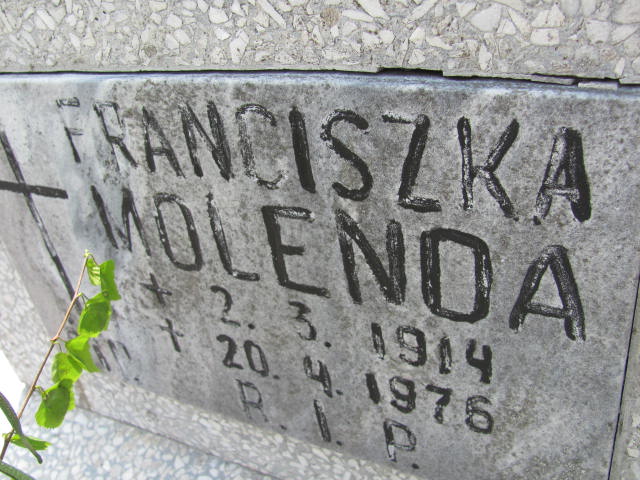 FRANCISZKA
MOLENDA
2. 3. 1914
+ 20. 4. 1976
R. I. P.